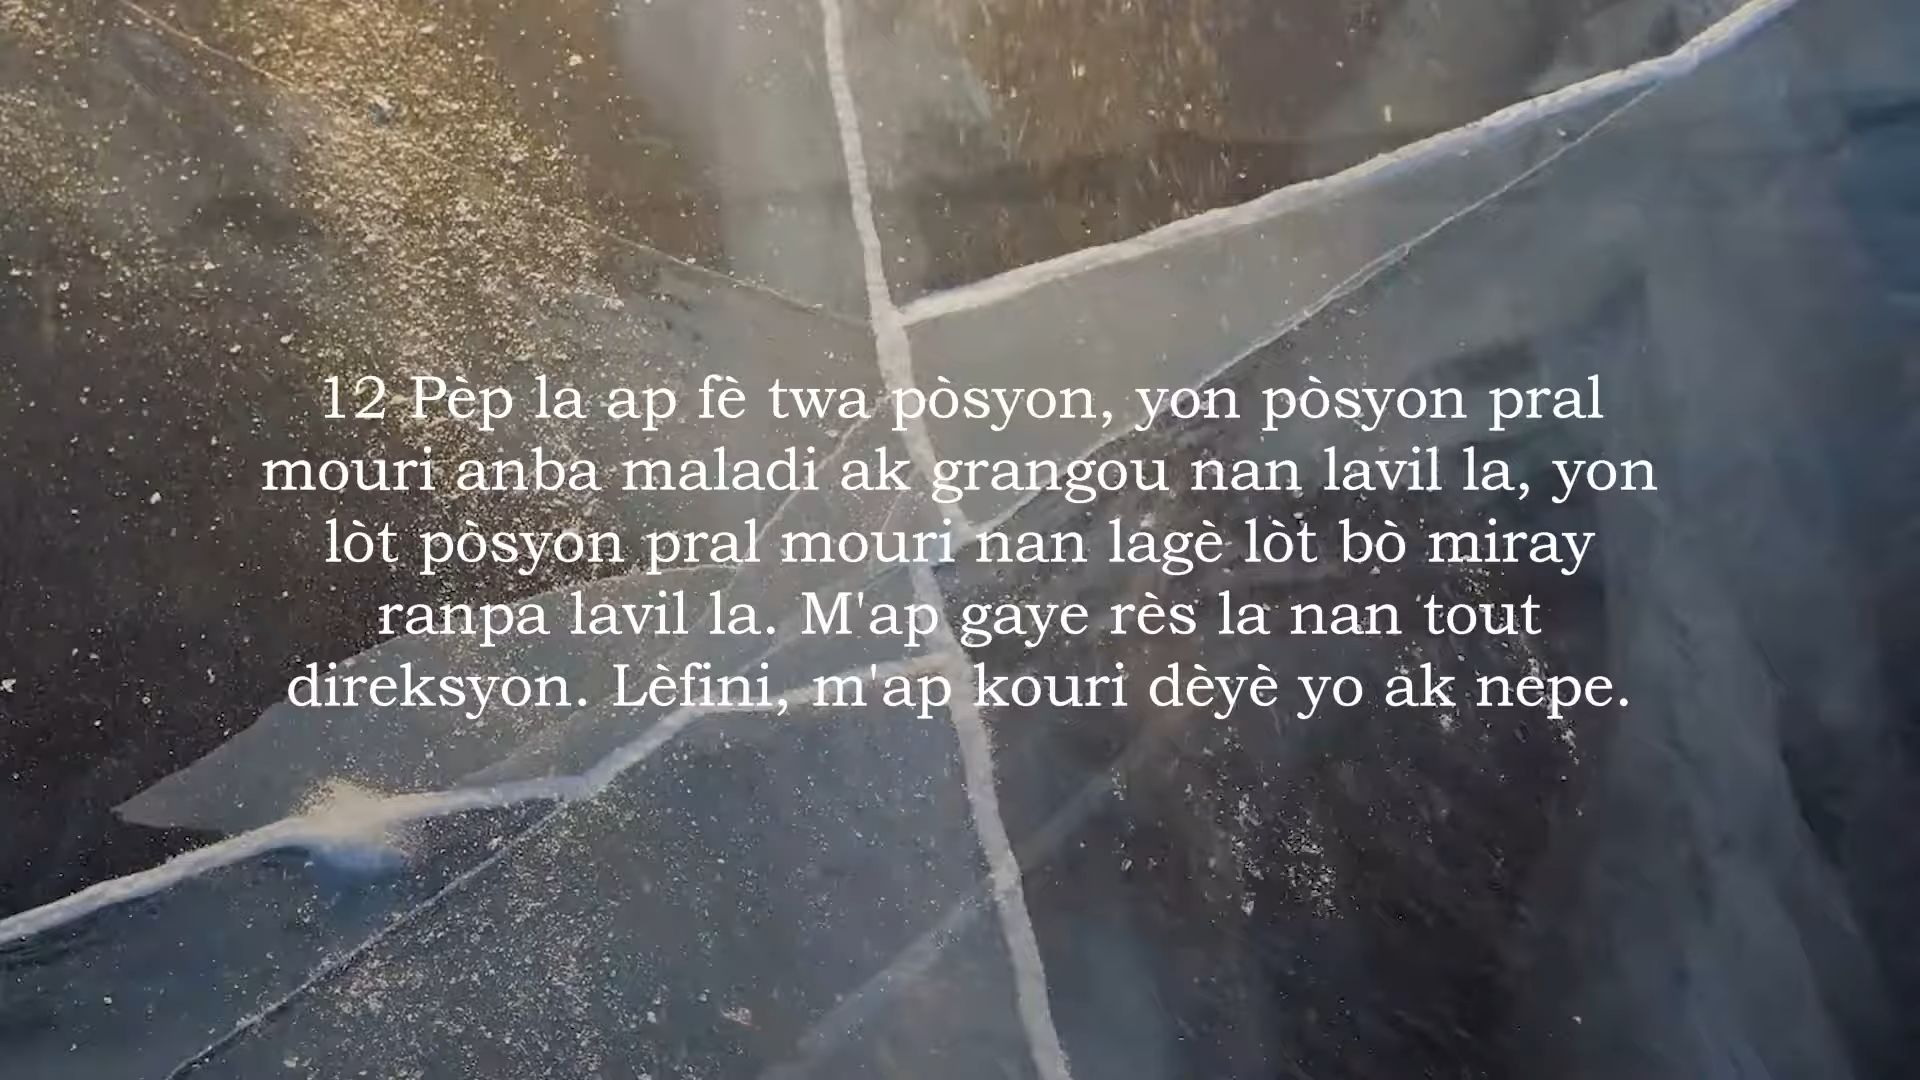 12 Pèp la ap fè twa pòsyon, yon pòsyon pral
mouri anba maladi ak grangou nan lavil la, yon
lòt pòsyon pral mouri nan lagè lòt bò miray
ranpa lavil la. M'ap gaye rès la nan tout
direksyon. Lèfini, m'ap kouri dèyè yo ak nepe.